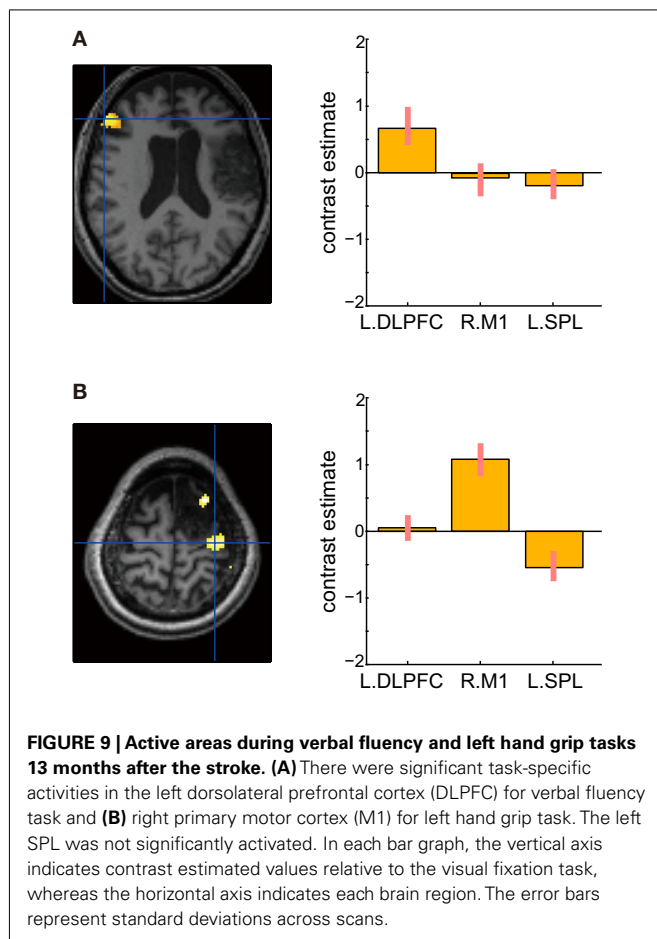 A
2
1
0
−1
−2
contrast estimate
L.DLPFC R.M1 L.SPL
B
2
1
0
−1
−2
contrast estimate
L.DLPFC R.M1 L.SPL
FIGURE 9 | Active areas during verbal fluency and left hand grip tasks
13 months after the stroke. (A) There were significant task-specific
activities in the left dorsolateral prefrontal cortex (DLPFC) for verbal fluency
task and (B) right primary motor cortex (M1) for left hand grip task. The left
SPL was not significantly activated. In each bar graph, the vertical axis
indicates contrast estimated values relative to the visual fixation task,
whereas the horizontal axis indicates each brain region. The error bars
represent standard deviations across scans.